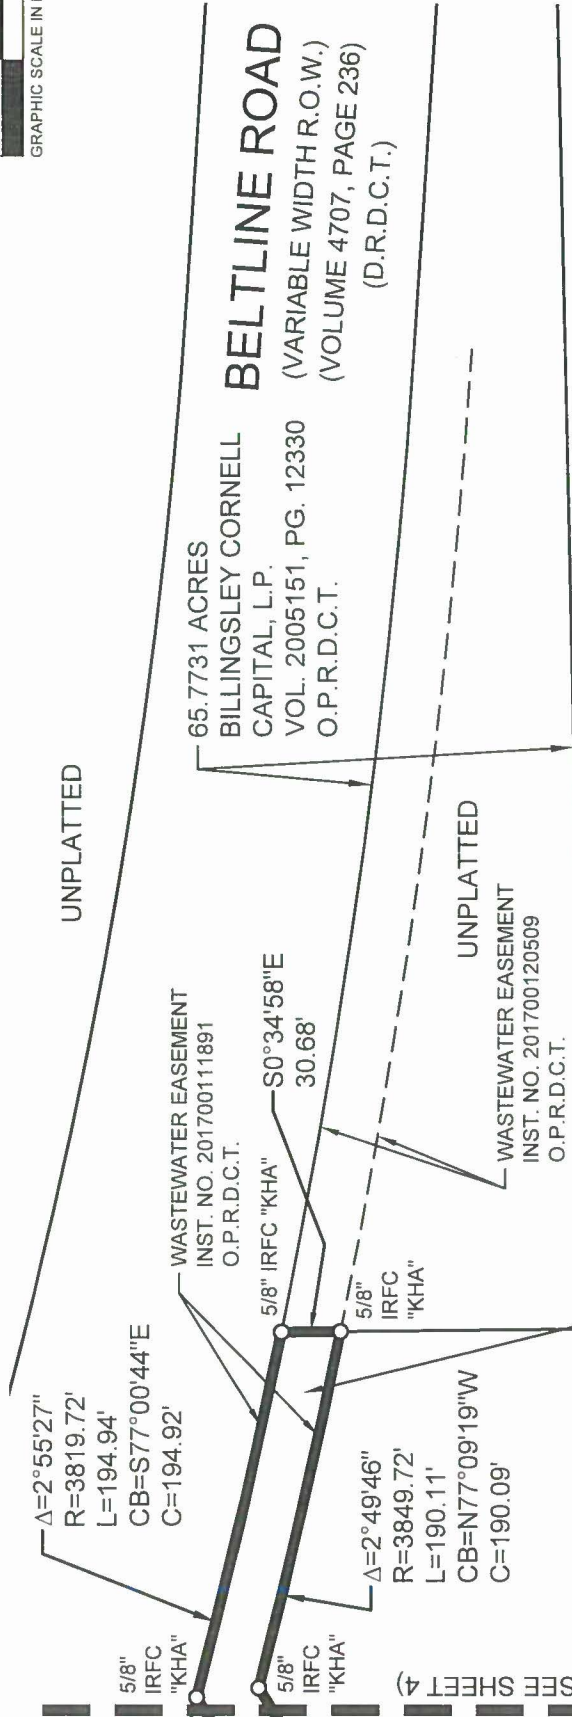 GRAPHIC SCALE IN
BELTLINE ROAD
(VARIABLE WIDTH R.O.W.)
(VOLUME 4707, PAGE 236)
(D.R.D.C.T.)
65.7731 ACRES
BILLINGSLEY CORNELL
CAPITAL, L.P.
VOL. 2005151, PG. 12330
O.P.R.D.C.T.
UNPLATTED
WASTEWATER EASEMENT
INST. NO. 201700111891
O.P.R.D.C.T.
S0°34'58"E
30.68'
UNPLATTED
WASTEWATER EASEMENT
INST. NO. 201700120509
O.P.R.D.C.T.
5/8" IRFC "KHA"
5/8"
IRFC
"KHA"
Δ=2°55'27"
R=3819.72'
L=194.94'
CB=S77°00'44"E
C=194.92'
Δ=2°49'46"
R=3849.72'
L=190.11'
CB=N77°09'19"W
C=190.09'
5/8"
IRFC
"KHA"
5/8"
IRFC
"KHA"
SEE SHEET 4)